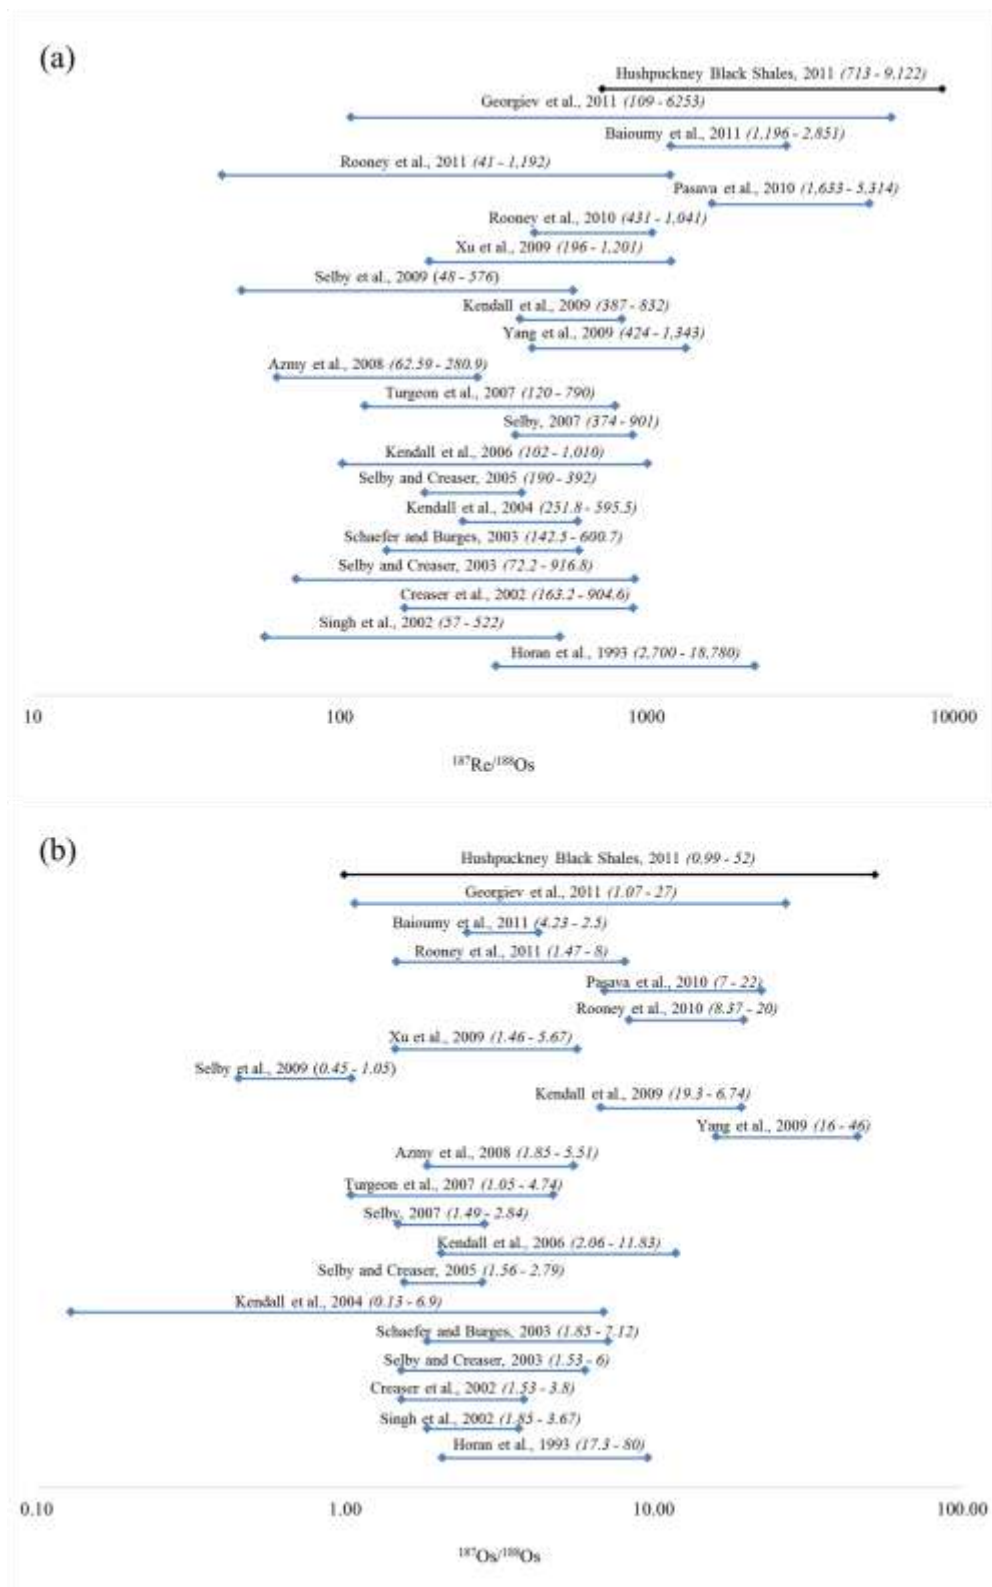 (a)
Hushpuckney Black Shales, 2011 (713 - 9,122)
Georgiev et al., 2011 (109 - 6253)
Baioumy et al., 2011 (1,196 - 2,851)
Rooney et al., 2011 (41 - 1,192)
Pasava et al., 2010 (1,633 - 5,314)
Rooney et al., 2010 (431 - 1,041)
Xu et al., 2009 (196 - 1,201)
Selby et al., 2009 (48 - 576)
Kendall et al., 2009 (387 - 832)
Yang et al., 2009 (424 - 1,343)
Azmy et al., 2008 (62.59 - 280.9)
Turgeon et al., 2007 (120 - 790)
Selby, 2007 (374 - 901)
Kendall et al., 2006 (102 - 1,010)
Selby and Creaser, 2005 (190 - 392)
Kendall et al., 2004 (251.8 - 595.5)
Schaefer and Burges, 2003 (142.5 - 600.7)
Selby and Creaser, 2003 (72.2 - 916.8)
Creaser et al., 2002 (163.2 - 904.6)
Singh et al., 2002 (57 - 522)
Horan et al., 1993 (2,700 - 18,780)
10 100 1000 10000
187Re/188Os
(b)
Hushpuckney Black Shales, 2011 (0.99 - 52)
Georgiev et al., 2011 (1.07 - 27)
Baioumy et al., 2011 (4.23 - 2.5)
Rooney et al., 2011 (1.47 - 8)
Pasava et al., 2010 (7 - 22)
Rooney et al., 2010 (8.37 - 20)
Xu et al., 2009 (1.46 - 5.67)
Selby et al., 2009 (0.45 - 1.05)
Kendall et al., 2009 (19.3 - 6.74)
Yang et al., 2009 (16 - 46)
Azmy et al., 2008 (1.85 - 5.51)
Turgeon et al., 2007 (1.05 - 4.74)
Selby, 2007 (1.49 - 2.84)
Kendall et al., 2006 (2.06 - 11.83)
Selby and Creaser, 2005 (1.56 - 2.79)
Kendall et al., 2004 (0.13 - 6.9)
Schaefer and Burges, 2003 (1.85 - 7.12)
Selby and Creaser, 2003 (1.53 - 6)
Creaser et al., 2002 (1.53 - 3.8)
Singh et al., 2002 (1.85 - 3.67)
Horan et al., 1993 (17.3 - 80)
0.10 1.00 10.00 100.00
187Os/188Os